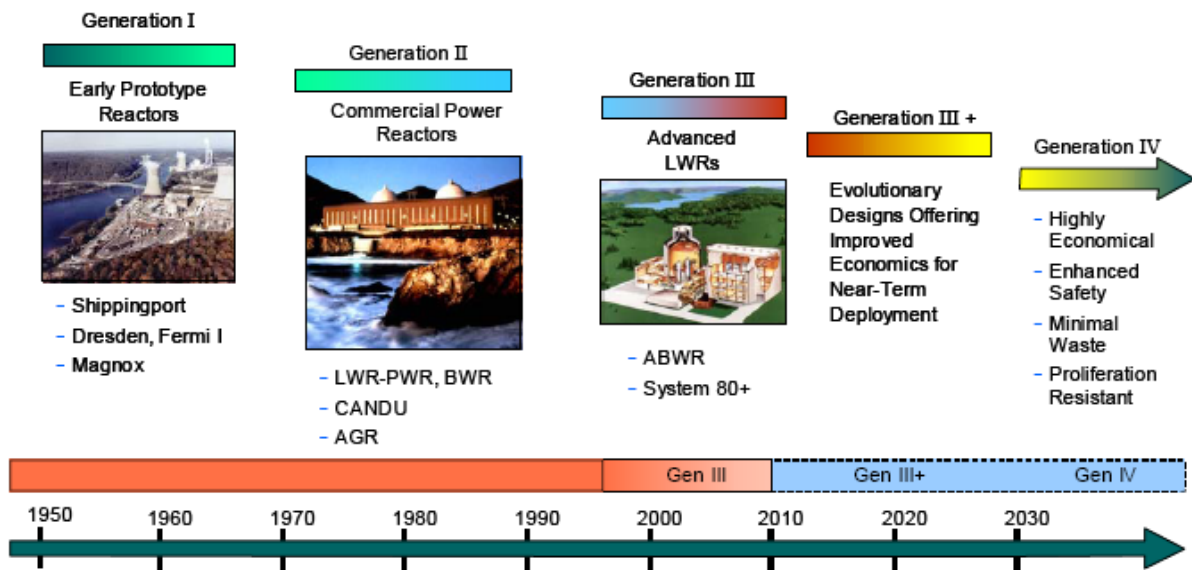 Generation I
Early Prototype
Reactors
– Shippingport
– Dresden, Fermi I
– Magnox
Generation II
Commercial Power
Reactors
– LWR-PWR, BWR
– CANDU
– AGR
Generation III
Advanced
LWRs
– ABWR
– System 80+
Generation III +
Evolutionary
Designs Offering
Improved
Economics for
Near-Term
Deployment
Generation IV
– Highly
Economical
– Enhanced
Safety
– Minimal
Waste
– Proliferation
Resistant
Gen III
Gen III+
Gen IV
1950
1960
1970
1980
1990
2000
2010
2020
2030